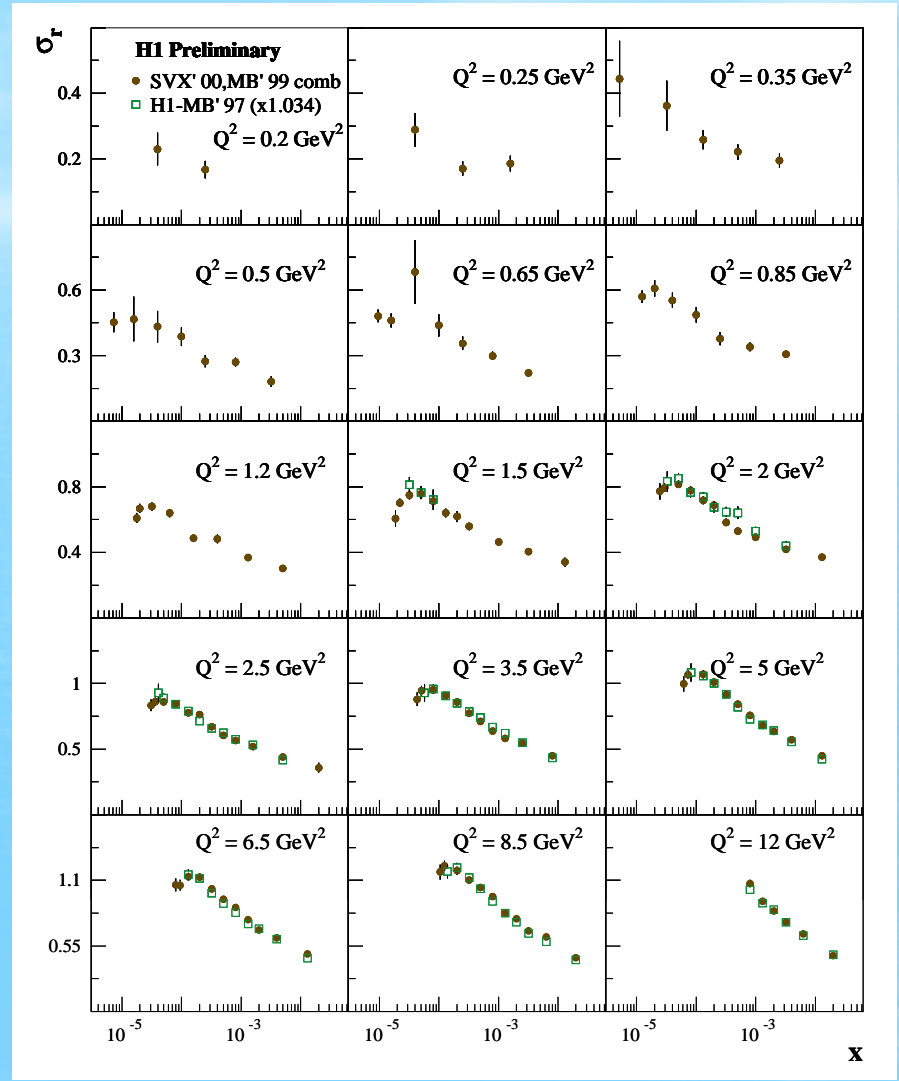 σr
H1 Preliminary
SVX' 00,MB' 99 comb
H1-MB' 97 (x1.034)
Q² = 0.2 GeV²
Q² = 0.25 GeV²
Q² = 0.35 GeV²
0.4
0.2
Q² = 0.5 GeV²
Q² = 0.65 GeV²
Q² = 0.85 GeV²
0.6
0.3
Q² = 1.2 GeV²
Q² = 1.5 GeV²
Q² = 2 GeV²
0.8
0.4
Q² = 2.5 GeV²
Q² = 3.5 GeV²
Q² = 5 GeV²
1
0.5
Q² = 6.5 GeV²
Q² = 8.5 GeV²
Q² = 12 GeV²
1.1
0.55
10⁻⁵ 10⁻³ 10⁻⁵ 10⁻³ 10⁻⁵ 10⁻³
x